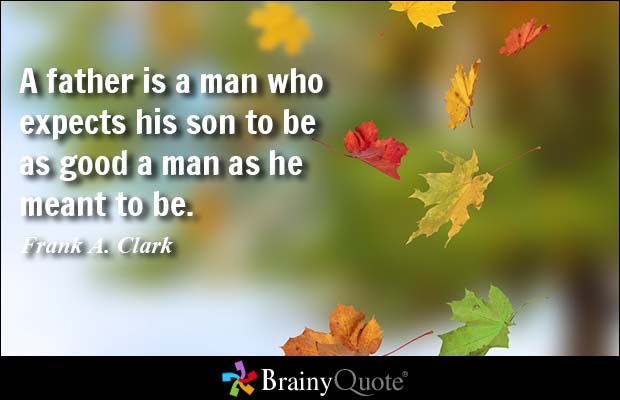 A father is a man who
expects his son to be
as good a man as he
meant to be.
Frank A. Clark
BrainyQuote®